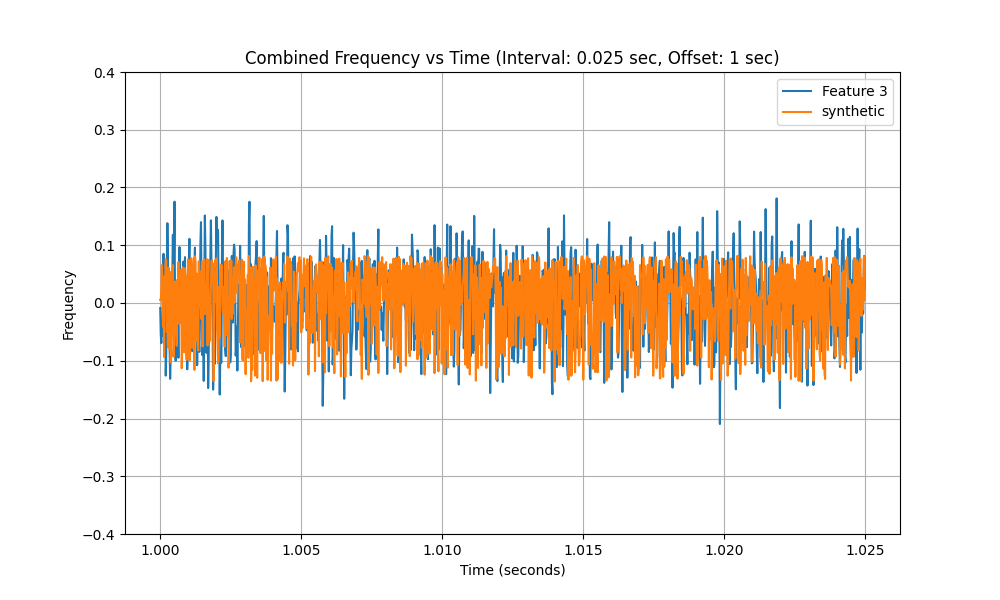 Combined Frequency vs Time (Interval: 0.025 sec, Offset: 1 sec)
Feature 3
synthetic
Frequency
0.4
0.3
0.2
0.1
0.0
−0.1
−0.2
−0.3
−0.4
1.000 1.005 1.010 1.015 1.020 1.025
Time (seconds)